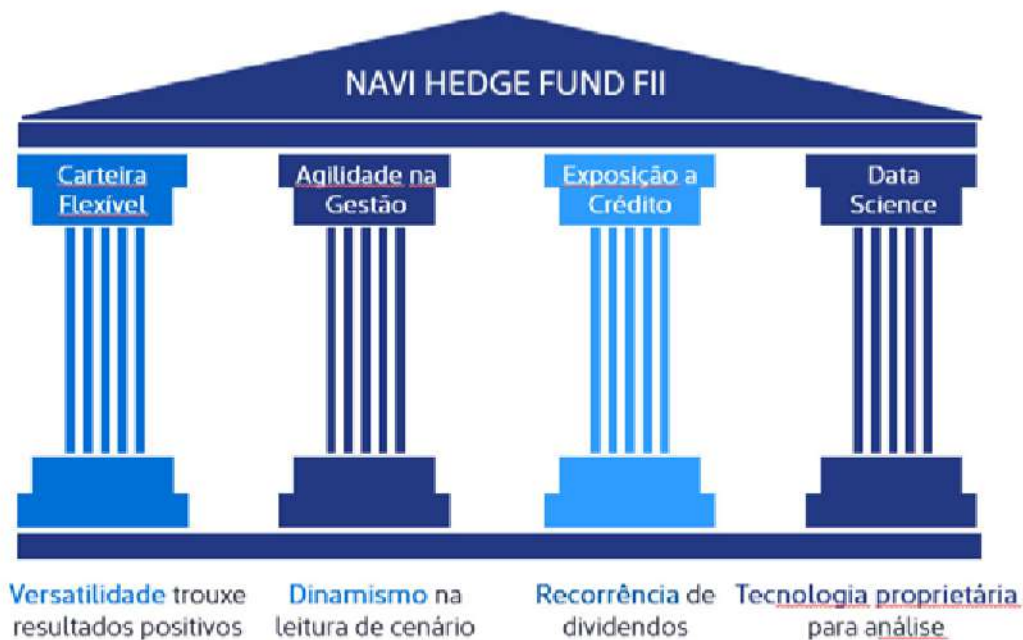 NAVI HEDGE FUND FII
Carteira
Flexível
Agilidade na
Gestão
Exposição a
Crédito
Data
Science
Versatilidade trouxe
resultados positivos
Dinamismo na
leitura de cenário
Recorrência de
dividendos
Tecnologia proprietária
para análise